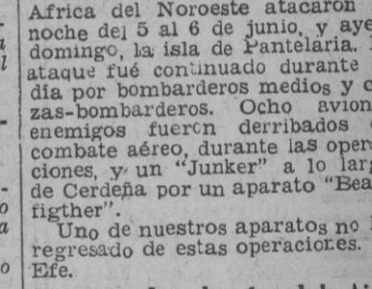 Africa del Noroeste atacaron
noche del 5 al 6 de junio, y aye
domingo, la isla de Pantelaria.
ataque fué continuado durante
día por bombarderos medios y c
zas-bombarderos. Ocho avion
enemigos fueron derribados
combate aéreo, durante las oper
ciones, y un "Junker" a lo larg
de Cerdeña por un aparato "Bea
figther".
Uno de nuestros aparatos no
regresado de estas operaciones.
Efe.